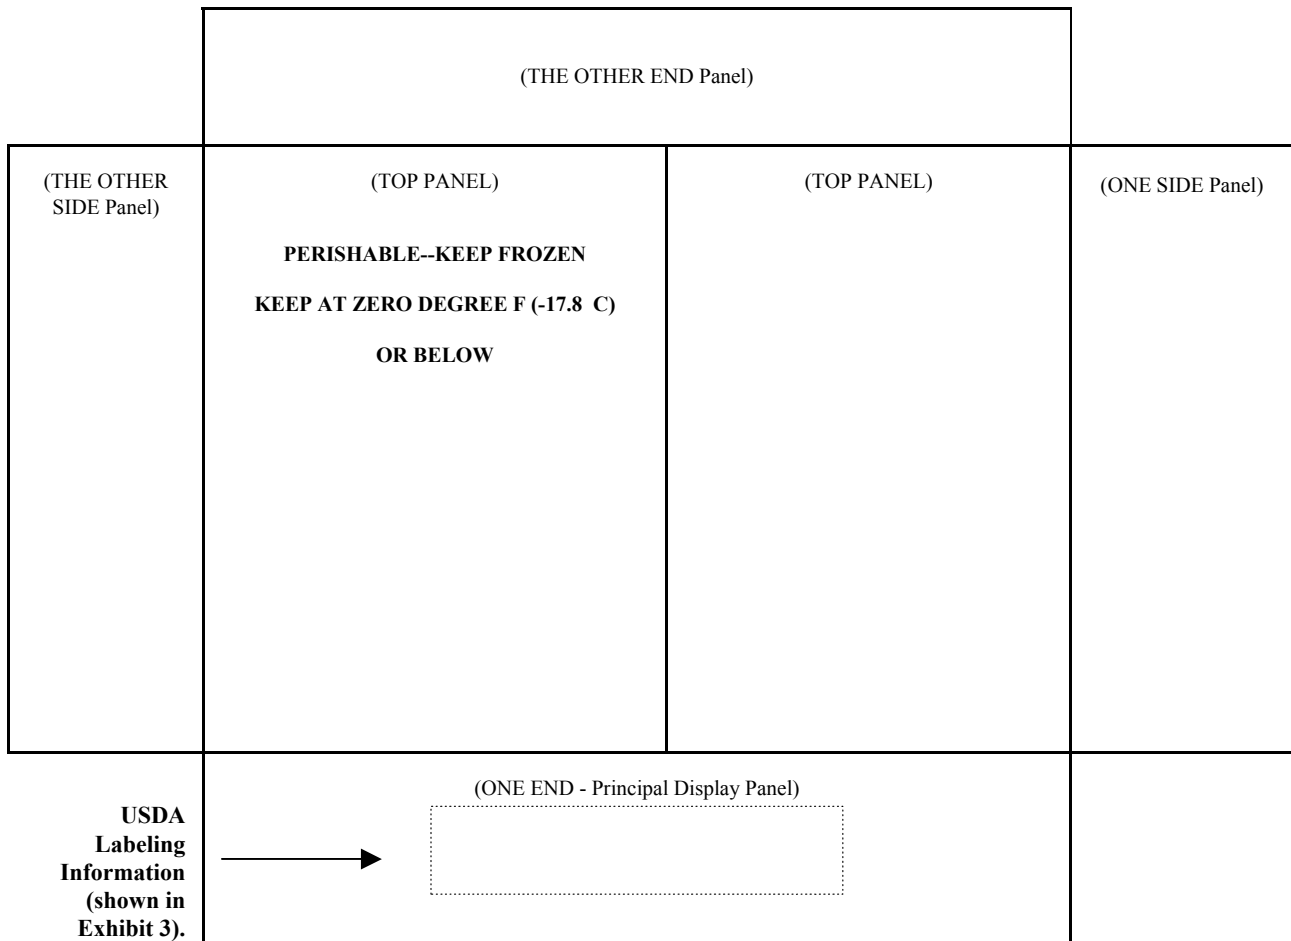 (THE OTHER END Panel)
(THE OTHER
SIDE Panel)
(TOP PANEL)
PERISHABLE--KEEP FROZEN
KEEP AT ZERO DEGREE F (-17.8  C)
OR BELOW
(TOP PANEL)
(ONE SIDE Panel)
(ONE END - Principal Display Panel)
USDA
Labeling
Information
(shown in
Exhibit 3).